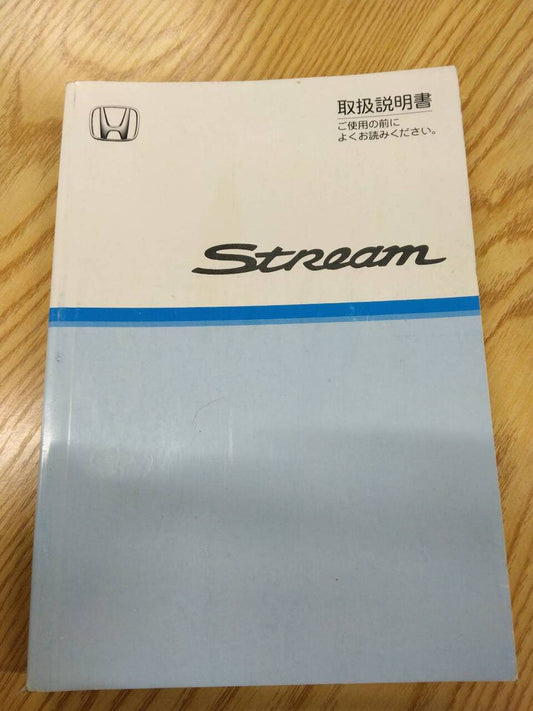 取扱説明書
ご使用の前に
よくお読みください。
Stream